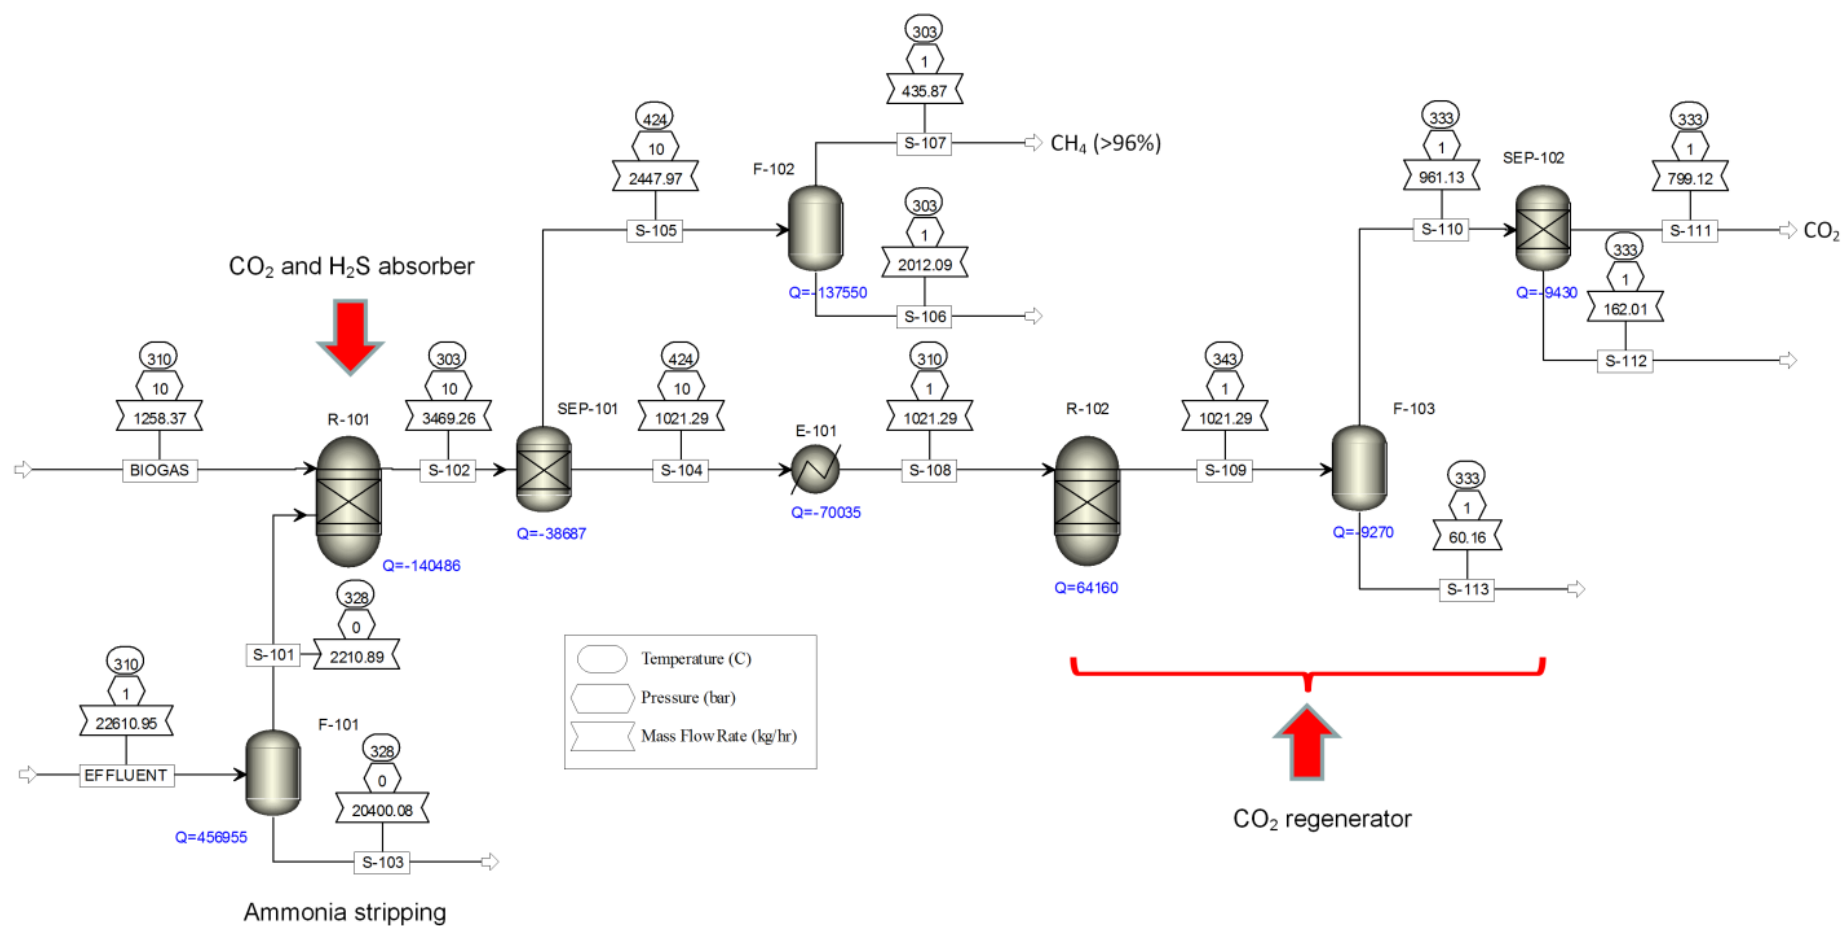 303
1
435.87
S-107
CH₄ (>96%)
424
10
2447.97
S-105
F-102
Q=-137550
303
1
2012.09
S-106
333
1
961.13
S-110
SEP-102
Q=-9430
333
1
799.12
S-111
CO₂
333
1
162.01
S-112
CO₂ and H₂S absorber
310
10
1258.37
BIOGAS
R-101
Q=-140486
303
10
3469.26
S-102
SEP-101
Q=-38687
424
10
1021.29
S-104
E-101
Q=-70035
310
1
1021.29
S-108
R-102
Q=64160
343
1
1021.29
S-109
F-103
Q=-9270
333
1
60.16
S-113
328
0
2210.89
S-101
310
1
22610.95
EFFLUENT
F-101
Q=456955
328
0
20400.08
S-103
Ammonia stripping
Temperature (C)
Pressure (bar)
Mass Flow Rate (kg/hr)
CO₂ regenerator